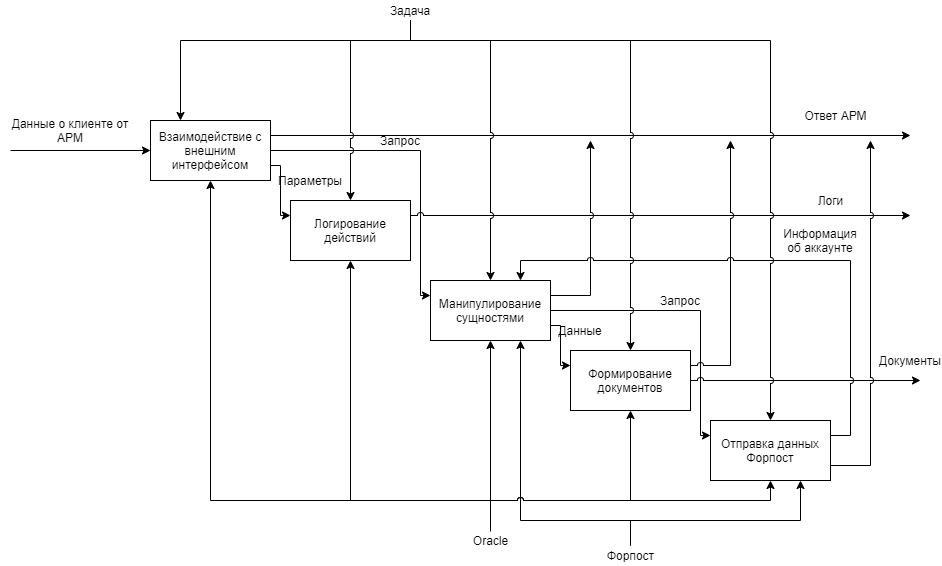 Задача
Данные о клиенте от
АРМ
Взаимодействие с
внешним
интерфейсом
Запрос
Ответ АРМ
Параметры
Логирование
действий
Логи
Информация
об аккаунте
Манипулирование
сущностями
Запрос
Данные
Формирование
документов
Документы
Отправка данных
Форпост
Oracle
Форпост